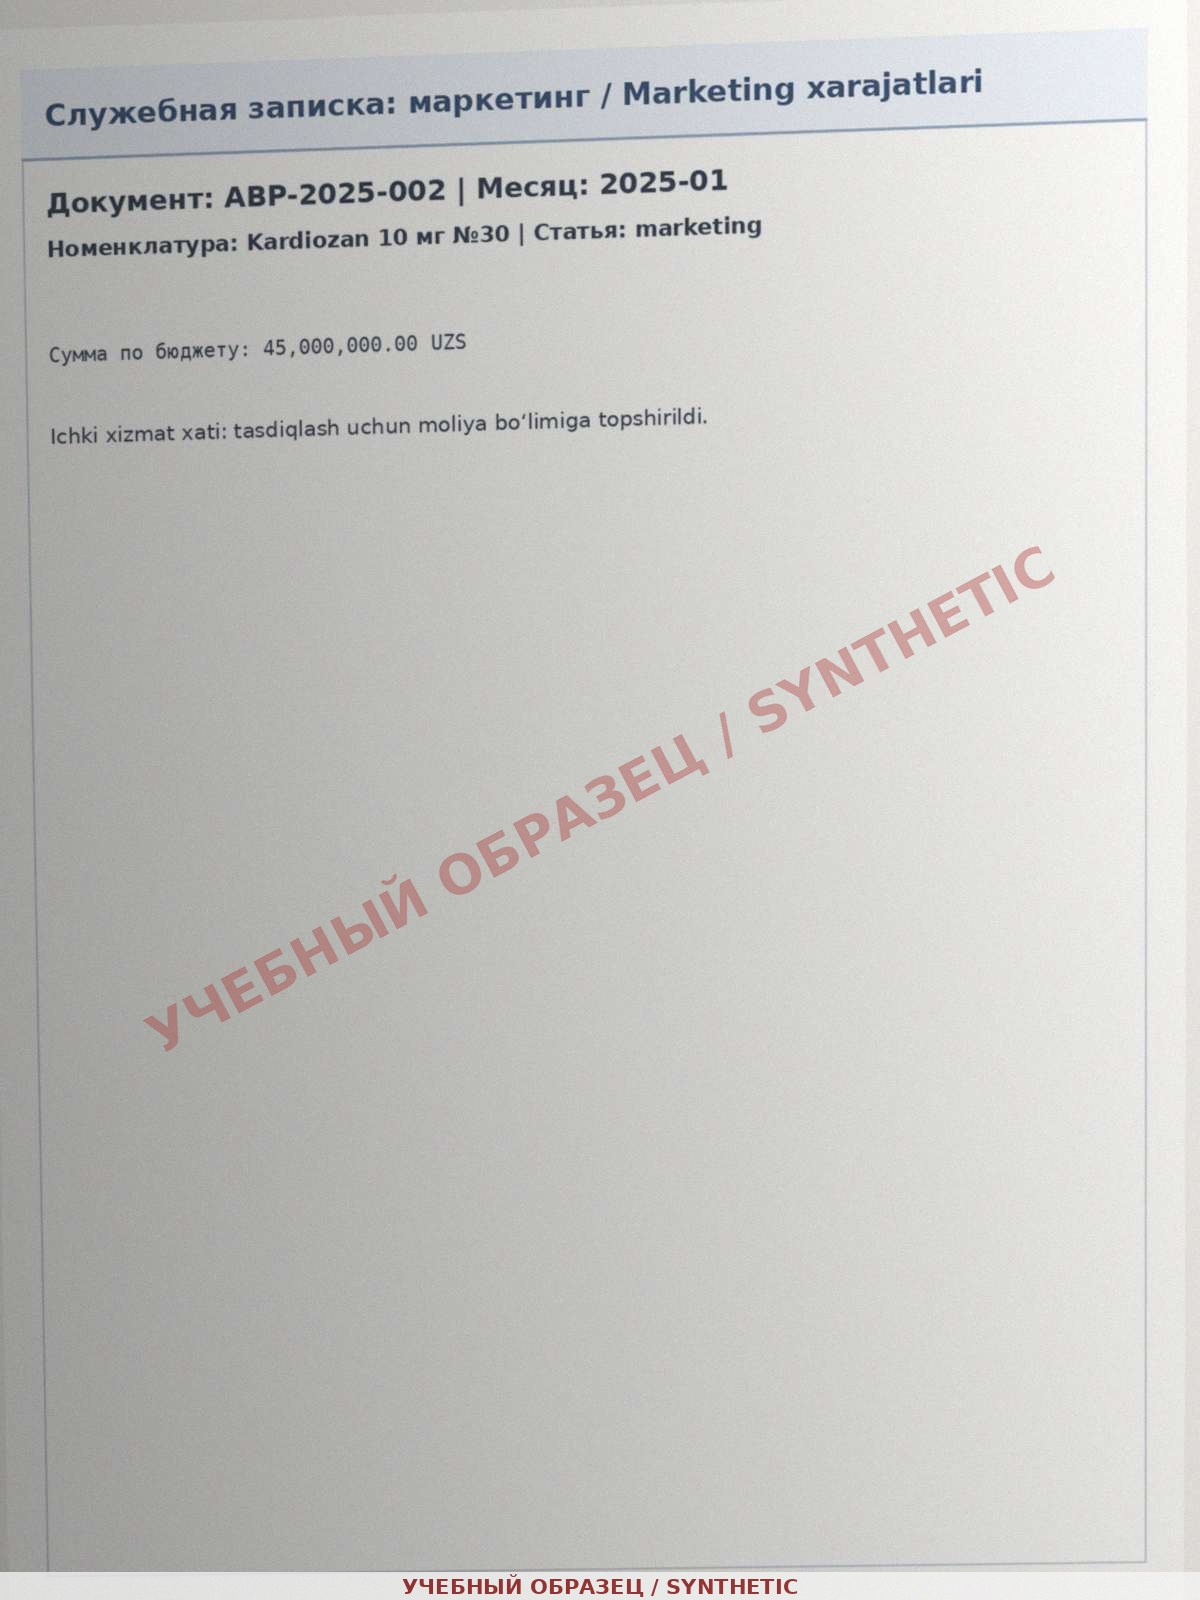 Служебная записка: маркетинг / Marketing xarajatlari
Документ: АВР-2025-002 | Месяц: 2025-01
Номенклатура: Kardiozan 10 мг №30 | Статья: marketing
Сумма по бюджету: 45,000,000.00 UZS
Ichki xizmat xati: tasdiqlash uchun moliya bo‘limiga topshirildi.
УЧЕБНЫЙ ОБРАЗЕЦ / SYNTHETIC
УЧЕБНЫЙ ОБРАЗЕЦ / SYNTHETIC